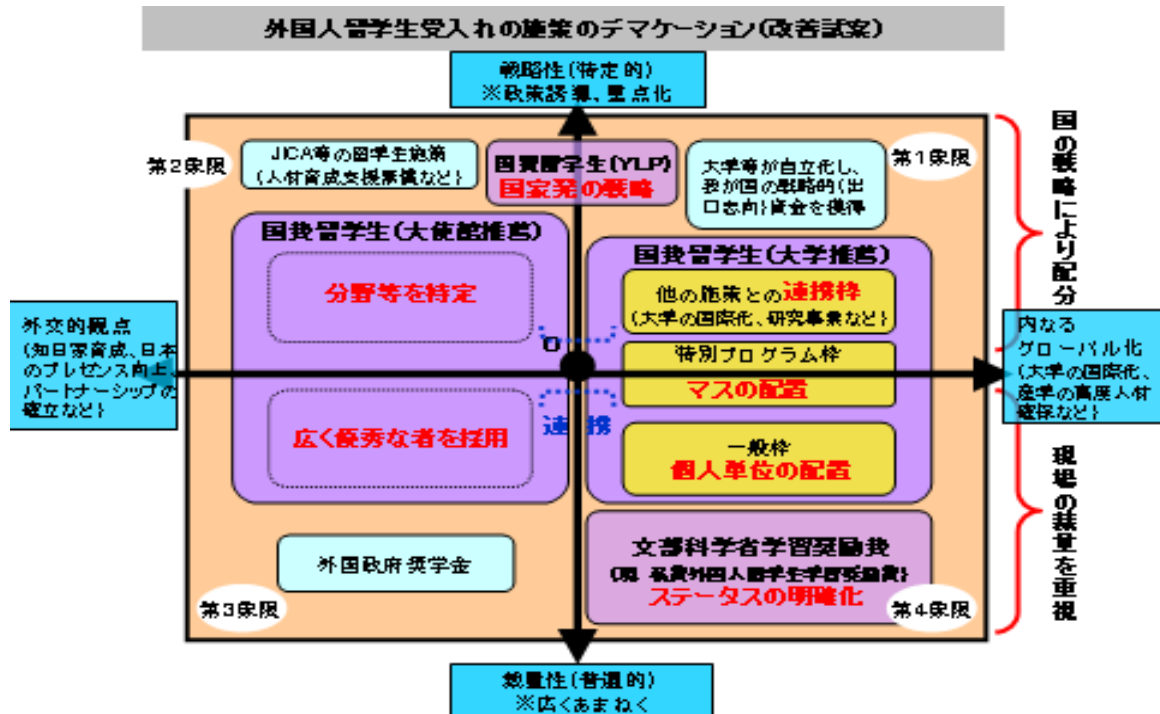 外国人留学生受入れの施策のデマケーション(改善試案)
戦略性(特定的)
※政策誘導、重点化
第2象限
JICA等の留学生施策
(人材育成支援無償など)
国費留学生(YLP)
国家発の戦略
第1象限
大学等が自立化し、
我が国の戦略的(出
口志向)資金を獲得
国の戦略により配分
国費留学生(大使館推薦)
分野等を特定
国費留学生(大学推薦)
他の施策との連携枠
(大学の国際化、研究事業など)
特別プログラム枠
マスの配置
一般枠
個人単位の配置
外交的観点
(知日家育成、日本
のプレゼンス向上、
パートナーシップの
確立など)
O
内なる
グローバル化
(大学の国際化、
産学の高度人材
確保など)
広く優秀な者を採用
連携
現場の裁量を重視
外国政府奨学金
文部科学省学習奨励費
(現 私費外国人留学生学習奨励費)
ステータスの明確化
第3象限
第4象限
裁量性(普遍的)
※広くあまねく